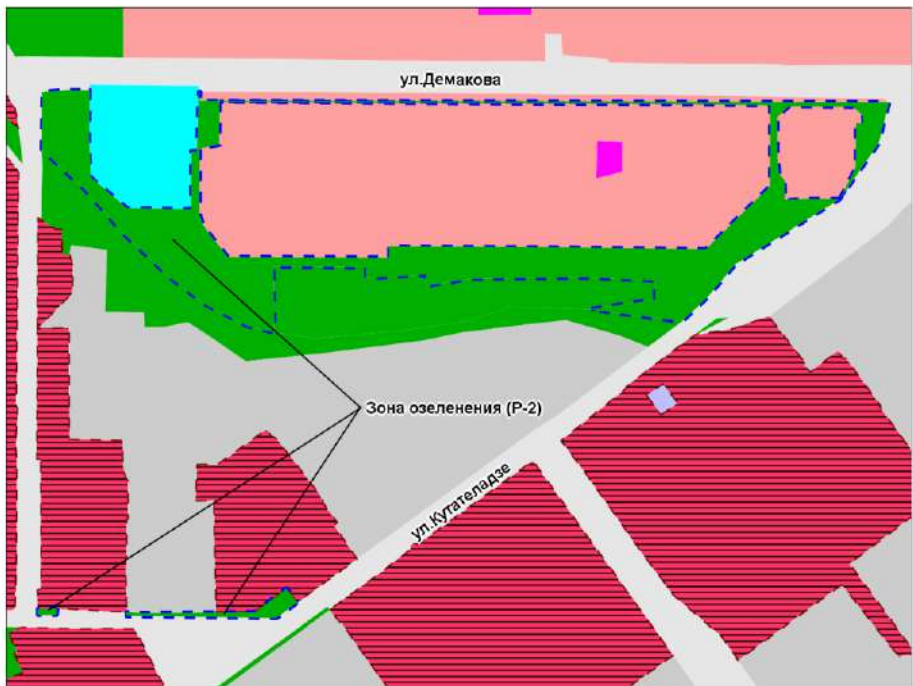 ул.Демакова
Зона озеленения (Р-2)
ул.Кутателадзе